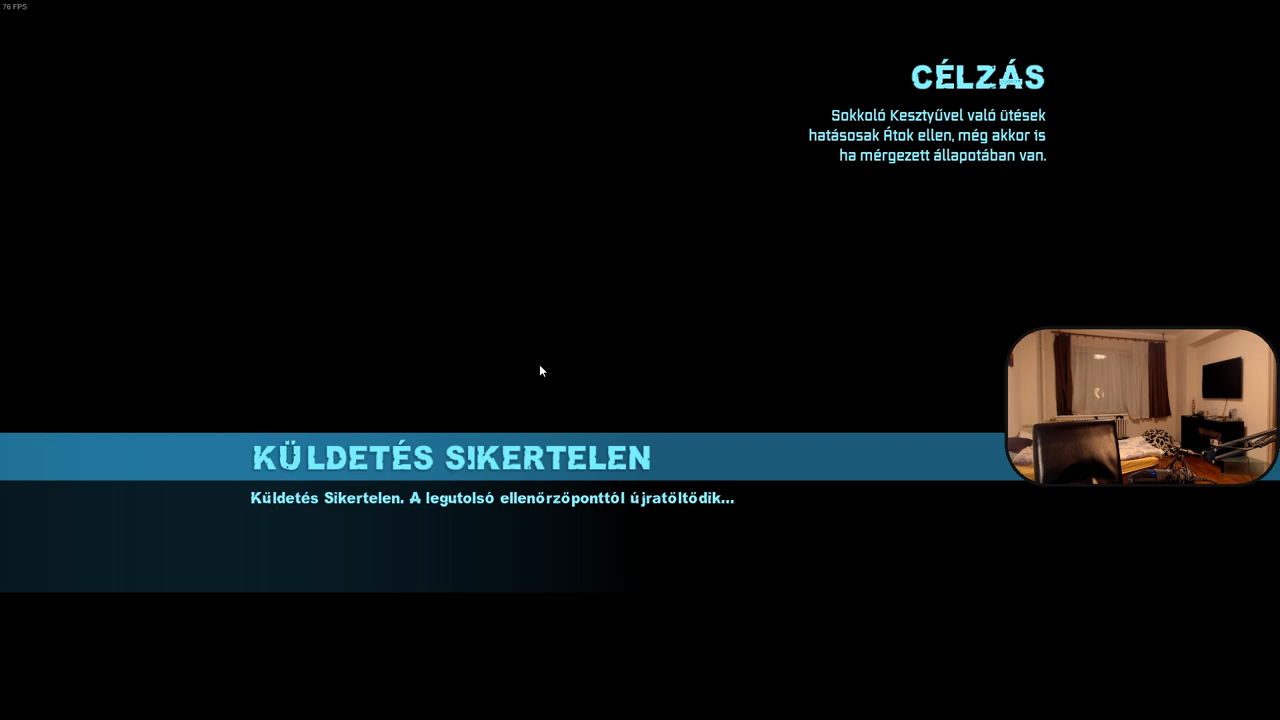 76 FPS
CÉLZÁS
Sokkoló Kesztyűvel való ütések
hatásosak Átok ellen, még akkor is
ha mérgezett állapotában van.
KÜLDETÉS SIKERTELEN
Küldetés Sikertelen. A legutolsó ellenőrzőponttól újratöltődik...